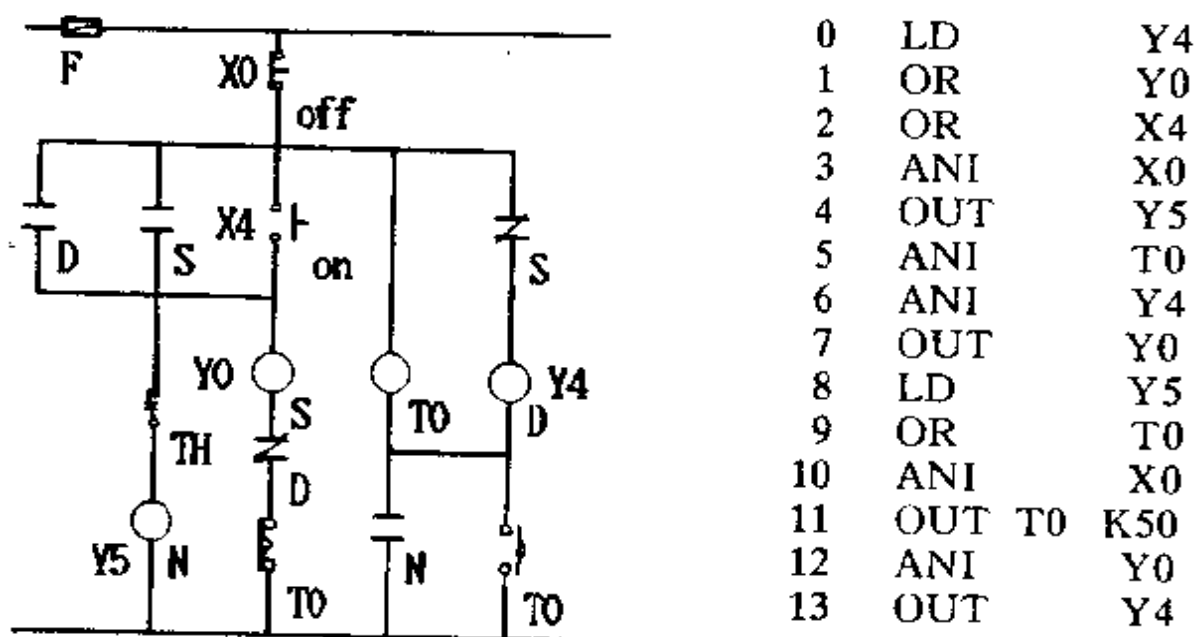 F
X0
off
D
S
X4
on
S
Y0
T0
Y4
TH
S
D
D
Y5
N
T0
N
T0
0 LD Y4
1 OR Y0
2 OR X4
3 ANI X0
4 OUT Y5
5 ANI T0
6 ANI Y4
7 OUT Y0
8 LD Y5
9 OR T0
10 ANI X0
11 OUT T0 K50
12 ANI Y0
13 OUT Y4